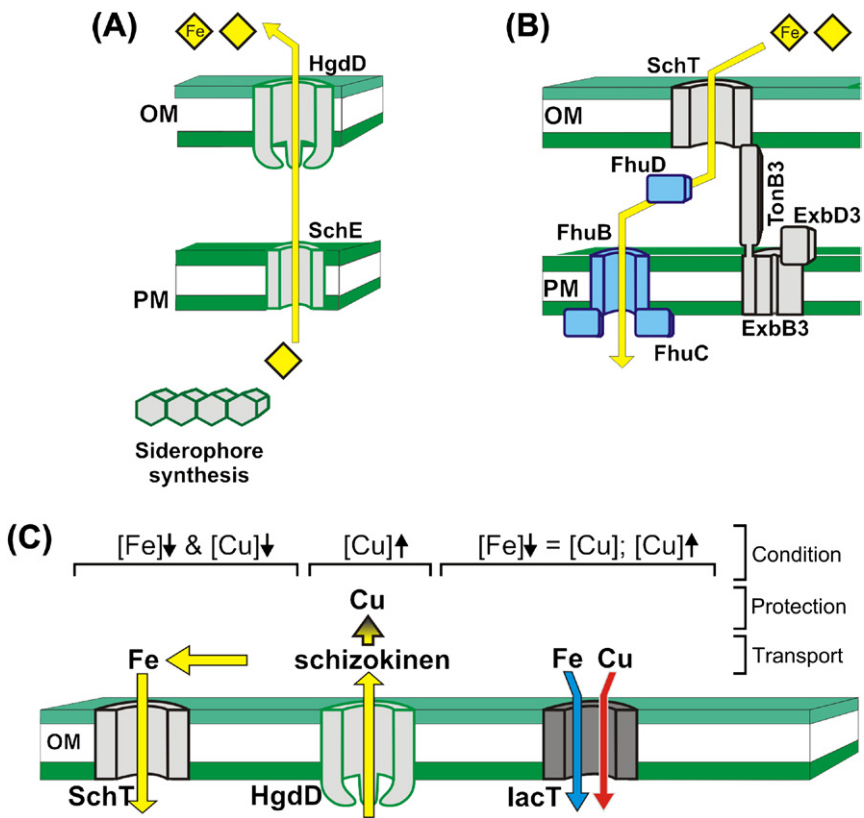 (A)
Fe
HgdD
OM
SchE
PM
Siderophore
synthesis
(B)
Fe
SchT
OM
FhuD
TonB3
ExbD3
FhuB
PM
ExbB3
FhuC
(C)
[Fe]↓ & [Cu]↓ [Cu]↑ [Fe]↓ = [Cu]; [Cu]↑ Condition
Cu Protection
Fe schizokinen Fe Cu Transport
OM
SchT HgdD IacT